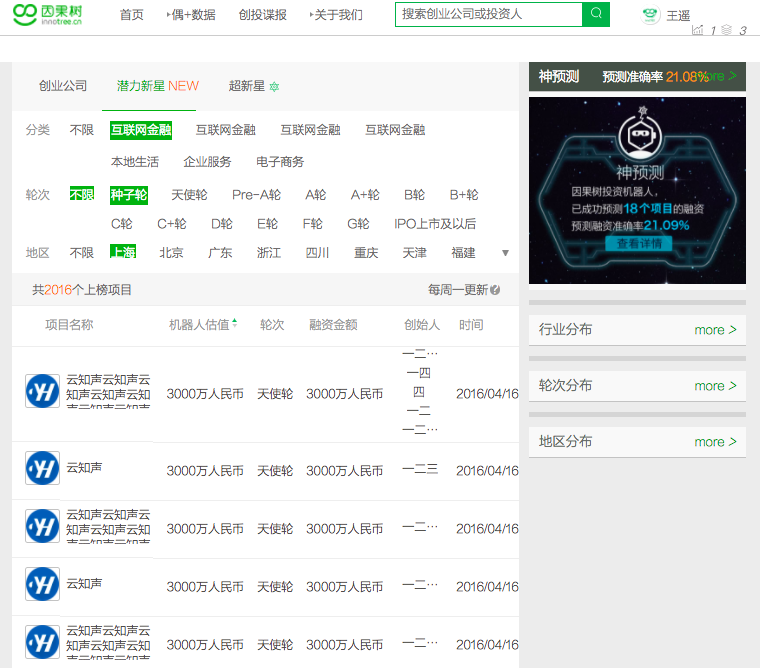 因果树
innotree.cn
首页 偶+数据 创投谍报 关于我们 搜索创业公司或投资人 王遥
1 3
创业公司 潜力新星 NEW 超新星
分类 不限 互联网金融 互联网金融 互联网金融 互联网金融
本地生活 企业服务 电子商务
轮次 不限 种子轮 天使轮 Pre-A轮 A轮 A+轮 B轮 B+轮
C轮 C+轮 D轮 E轮 F轮 G轮 IPO上市及以后
地区 不限 上海 北京 广东 浙江 四川 重庆 天津 福建
共2016个上榜项目 每周一更新
项目名称 机器人估值 轮次 融资金额 创始人 时间
云知声云知声云
知声云知声云知
声云知声云知声
3000万人民币 天使轮 3000万人民币
一二…
一四
四
一二
一二…
2016/04/16
云知声 3000万人民币 天使轮 3000万人民币 一二三 2016/04/16
云知声云知声云
知声云知声云知
声云知声云知声
3000万人民币 天使轮 3000万人民币 一二… 2016/04/16
云知声 3000万人民币 天使轮 3000万人民币 一二… 2016/04/16
云知声云知声云
知声云知声云知
声云知声云知声
3000万人民币 天使轮 3000万人民币 一二… 2016/04/16
神预测 预测准确率 21.08% more >
神预测
因果树投资机器人，
已成功预测18个项目的融资
预测融资准确率21.09%
查看详情
行业分布 more >
轮次分布 more >
地区分布 more >